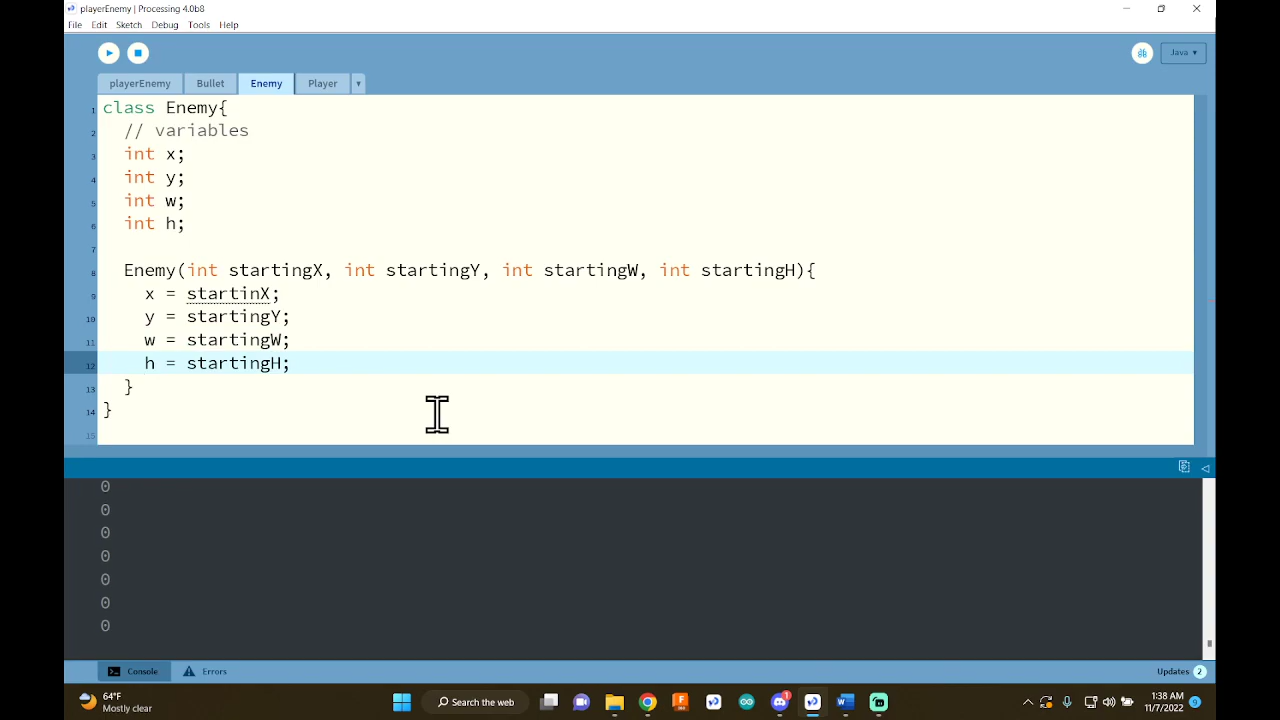 playerEnemy | Processing 4.0b8
File Edit Sketch Debug Tools Help
Java ▾
playerEnemy Bullet Enemy Player ▾
1 class Enemy{
2 // variables
3 int x;
4 int y;
5 int w;
6 int h;
7
8 Enemy(int startingX, int startingY, int startingW, int startingH){
9 x = startinX;
10 y = startingY;
11 w = startingW;
12 h = startingH;
13 }
14 }
15
0
0
0
0
0
0
0
Console Errors Updates 2
64°F
Mostly clear
Search the web
1
1:38 AM
11/7/2022
9